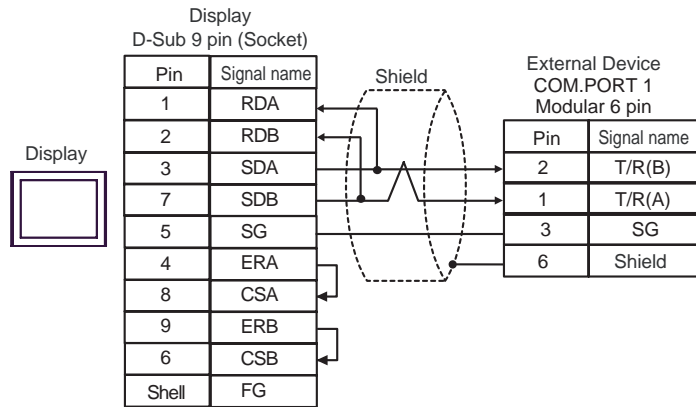 Display
D-Sub 9 pin (Socket)
Pin Signal name
1 RDA
2 RDB
3 SDA
7 SDB
5 SG
4 ERA
8 CSA
9 ERB
6 CSB
Shell FG
Display
Shield
External Device
COM.PORT 1
Modular 6 pin
Pin Signal name
2 T/R(B)
1 T/R(A)
3 SG
6 Shield